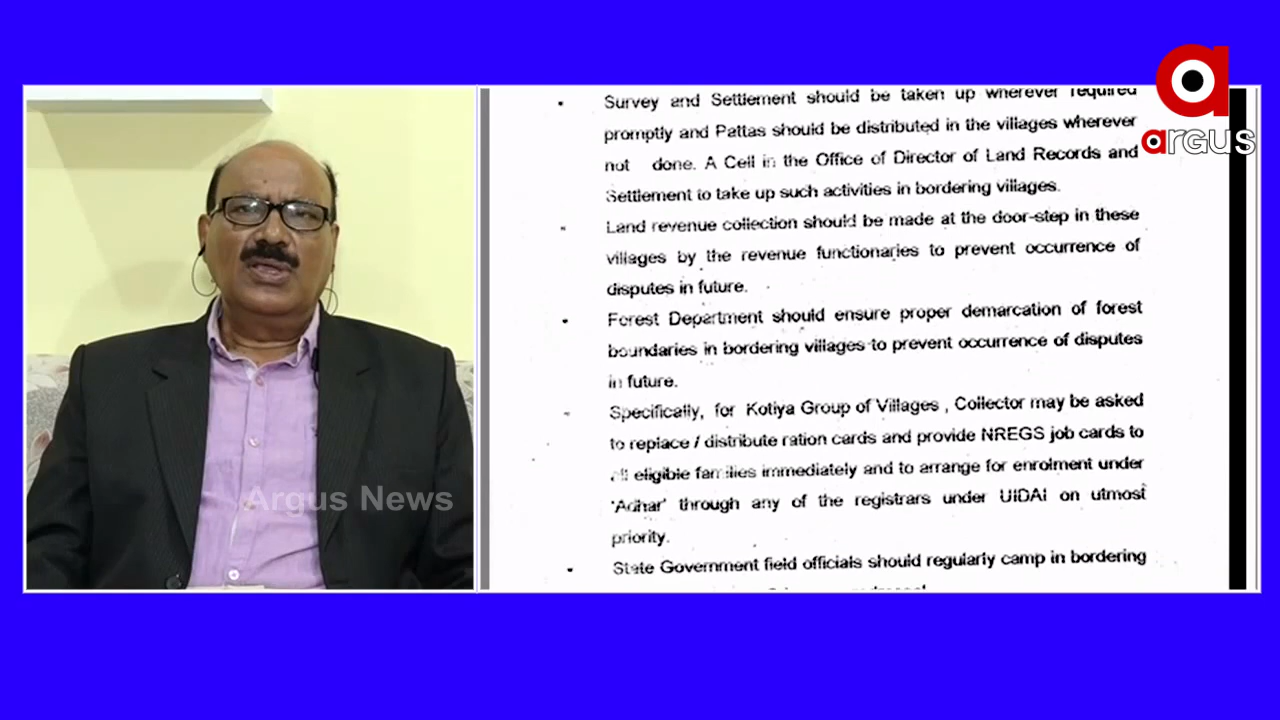 argus
Argus News
Survey and Settlement should be taken up wherever required
promptly and Pattas should be distributed in the villages wherever
not done. A Cell in the Office of Director of Land Records and
Settlement to take up such activities in bordering villages.
Land revenue collection should be made at the door-step in these
villages by the revenue functionaries to prevent occurrence of
disputes in future.
Forest Department should ensure proper demarcation of forest
boundaries in bordering villages to prevent occurrence of disputes
in future.
Specifically, for Kotiya Group of Villages , Collector may be asked
to replace / distribute ration cards and provide NREGS job cards to
all eligible families immediately and to arrange for enrolment under
'Adhar' through any of the registrars under UIDAI on utmost
priority.
State Government field officials should regularly camp in bordering